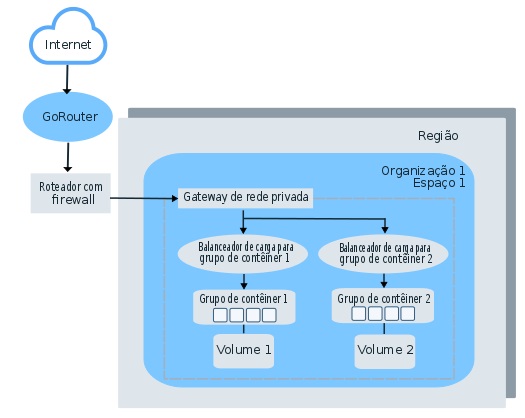 Internet
GoRouter
Região
Organização 1
Espaço 1
Roteador com
firewall
Gateway de rede privada
Balanceador de carga para
grupo de contêiner 1
Balanceador de carga para
grupo de contêiner 2
Grupo de contêiner 1
Grupo de contêiner 2
Volume 1
Volume 2